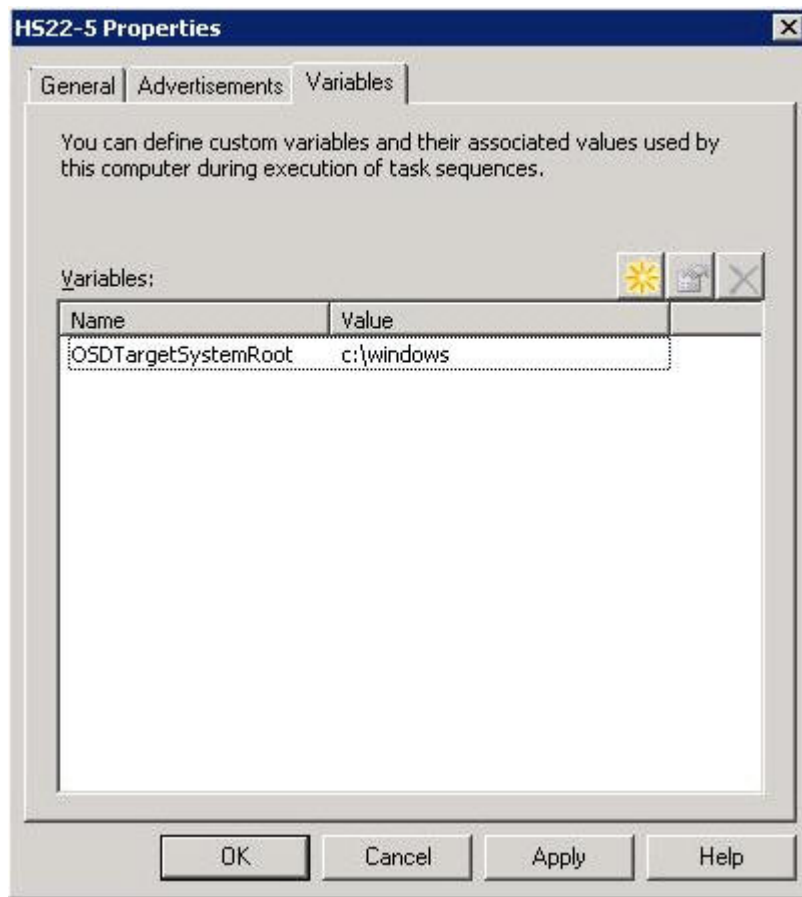 HS22-5 Properties
General Advertisements Variables
You can define custom variables and their associated values used by
this computer during execution of task sequences.
Variables:
Name Value
OSDTargetSystemRoot c:\windows
OK Cancel Apply Help